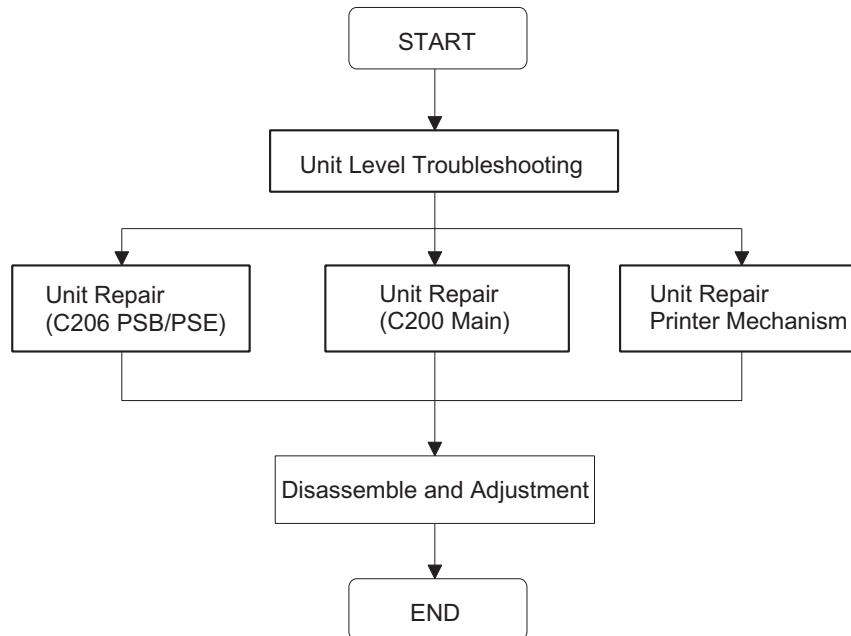 START
Unit Level Troubleshooting
Unit Repair
(C206 PSB/PSE)
Unit Repair
(C200 Main)
Unit Repair
Printer Mechanism
Disassemble and Adjustment
END